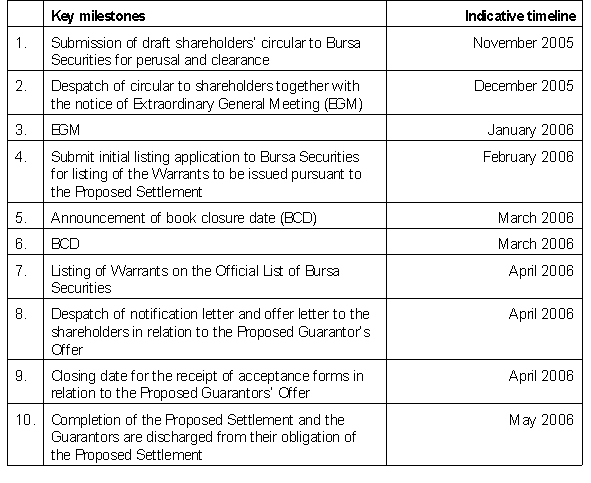 Key milestones Indicative timeline
1. Submission of draft shareholders' circular to Bursa November 2005
Securities for perusal and clearance
2. Despatch of circular to shareholders together with December 2005
the notice of Extraordinary General Meeting (EGM)
3. EGM January 2006
4. Submit initial listing application to Bursa Securities February 2006
for listing of the Warrants to be issued pursuant to
the Proposed Settlement
5. Announcement of book closure date (BCD) March 2006
6. BCD March 2006
7. Listing of Warrants on the Official List of Bursa April 2006
Securities
8. Despatch of notification letter and offer letter to the April 2006
shareholders in relation to the Proposed Guarantor's
Offer
9. Closing date for the receipt of acceptance forms in April 2006
relation to the Proposed Guarantors' Offer
10. Completion of the Proposed Settlement and the May 2006
Guarantors are discharged from their obligation of
the Proposed Settlement